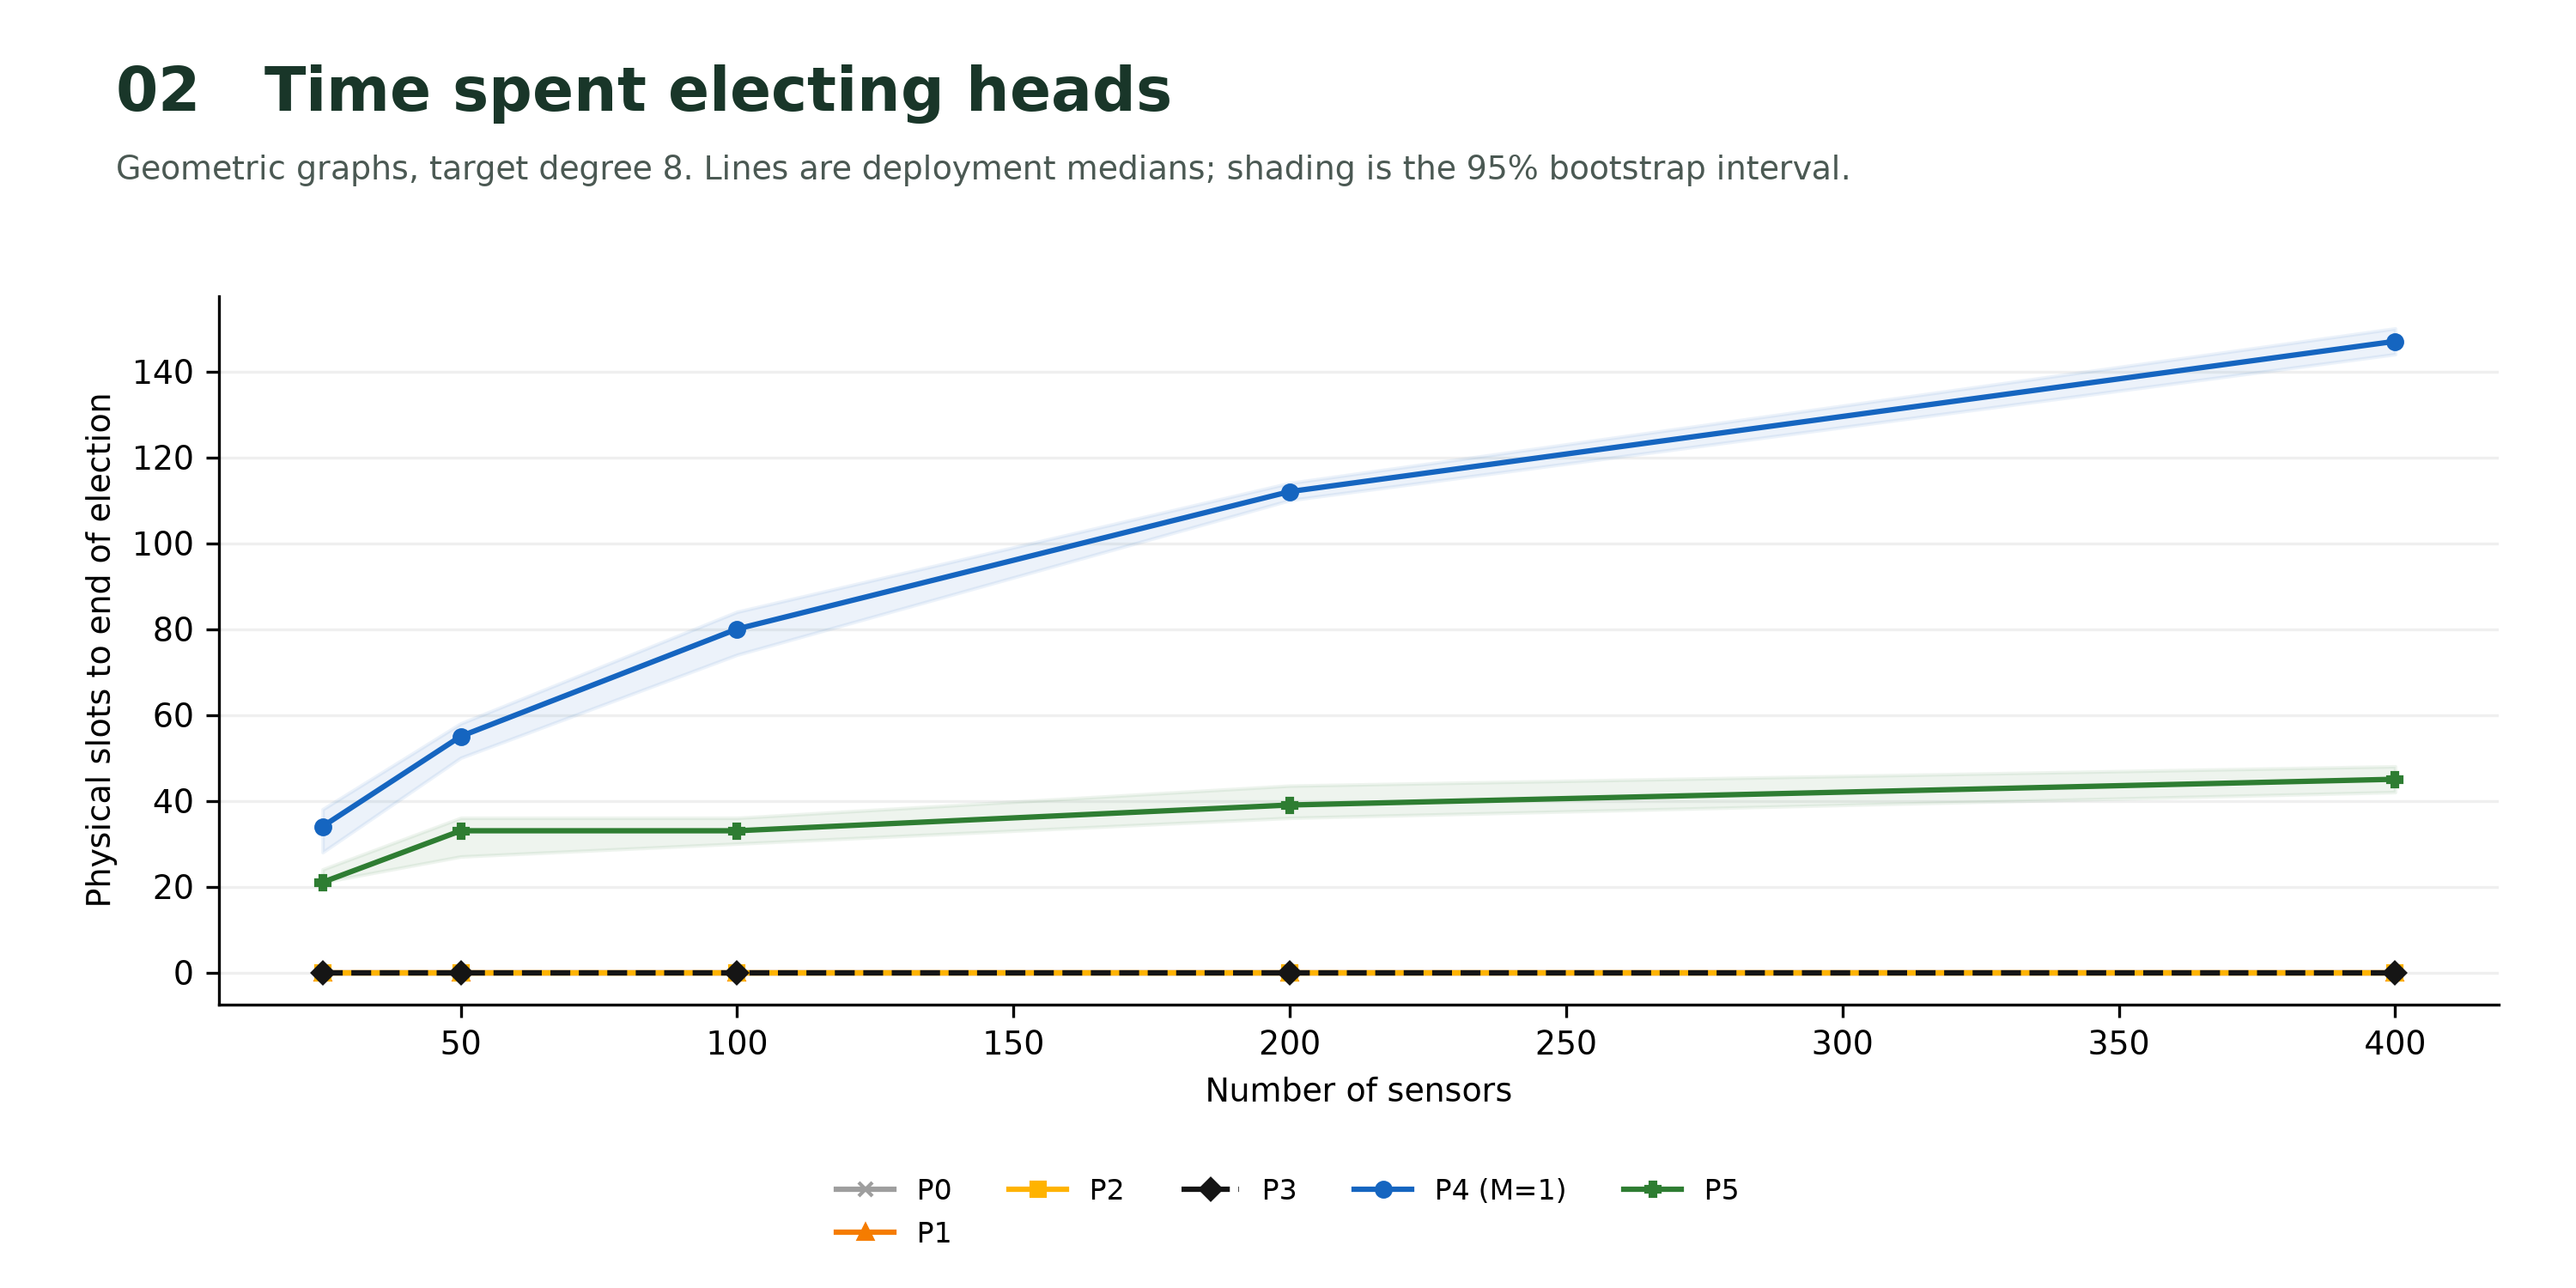 02 Time spent electing heads
Geometric graphs, target degree 8. Lines are deployment medians; shading is the 95% bootstrap interval.
Physical slots to end of election
140
120
100
80
60
40
20
0
50 100 150 200 250 300 350 400
Number of sensors
P0 P2 P3 P4 (M=1) P5
P1